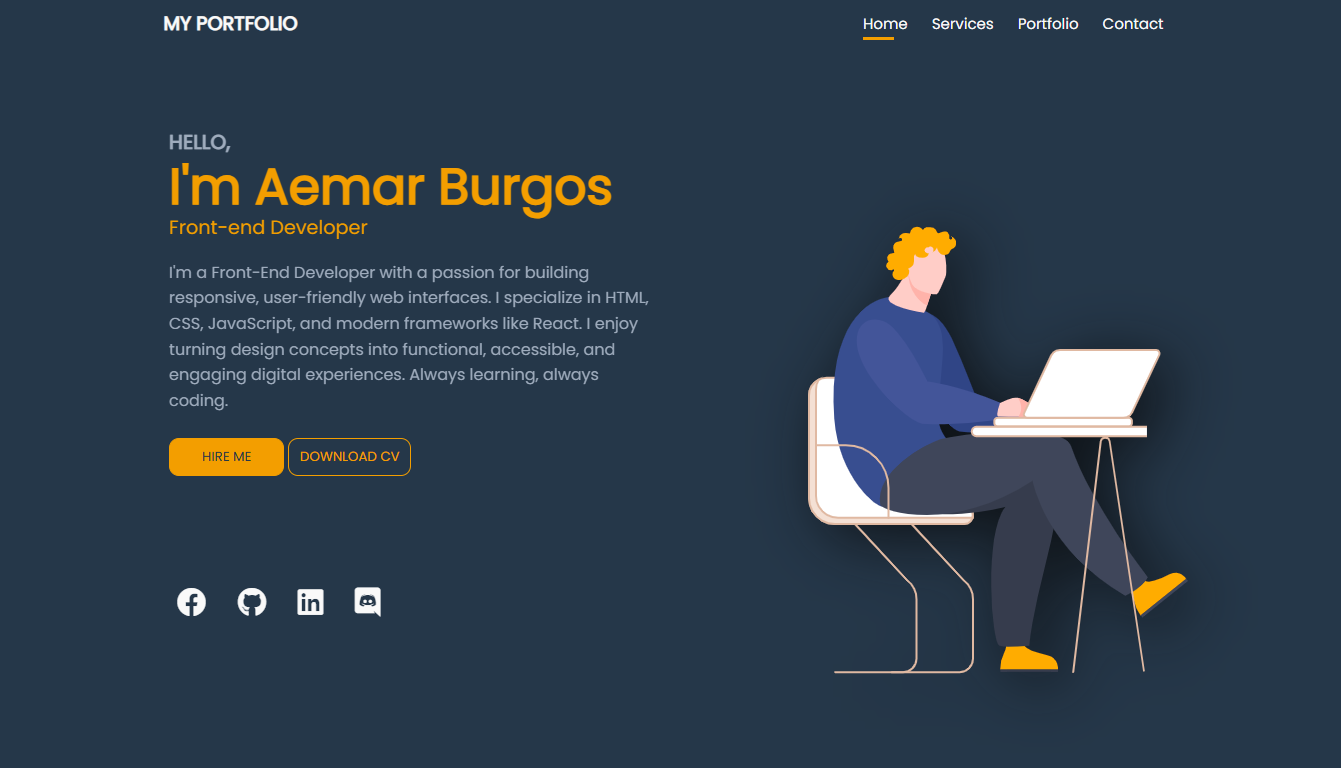 MY PORTFOLIO
Home Services Portfolio Contact
HELLO,
I'm Aemar Burgos
Front-end Developer
I'm a Front-End Developer with a passion for building
responsive, user-friendly web interfaces. I specialize in HTML,
CSS, JavaScript, and modern frameworks like React. I enjoy
turning design concepts into functional, accessible, and
engaging digital experiences. Always learning, always
coding.
HIRE ME DOWNLOAD CV